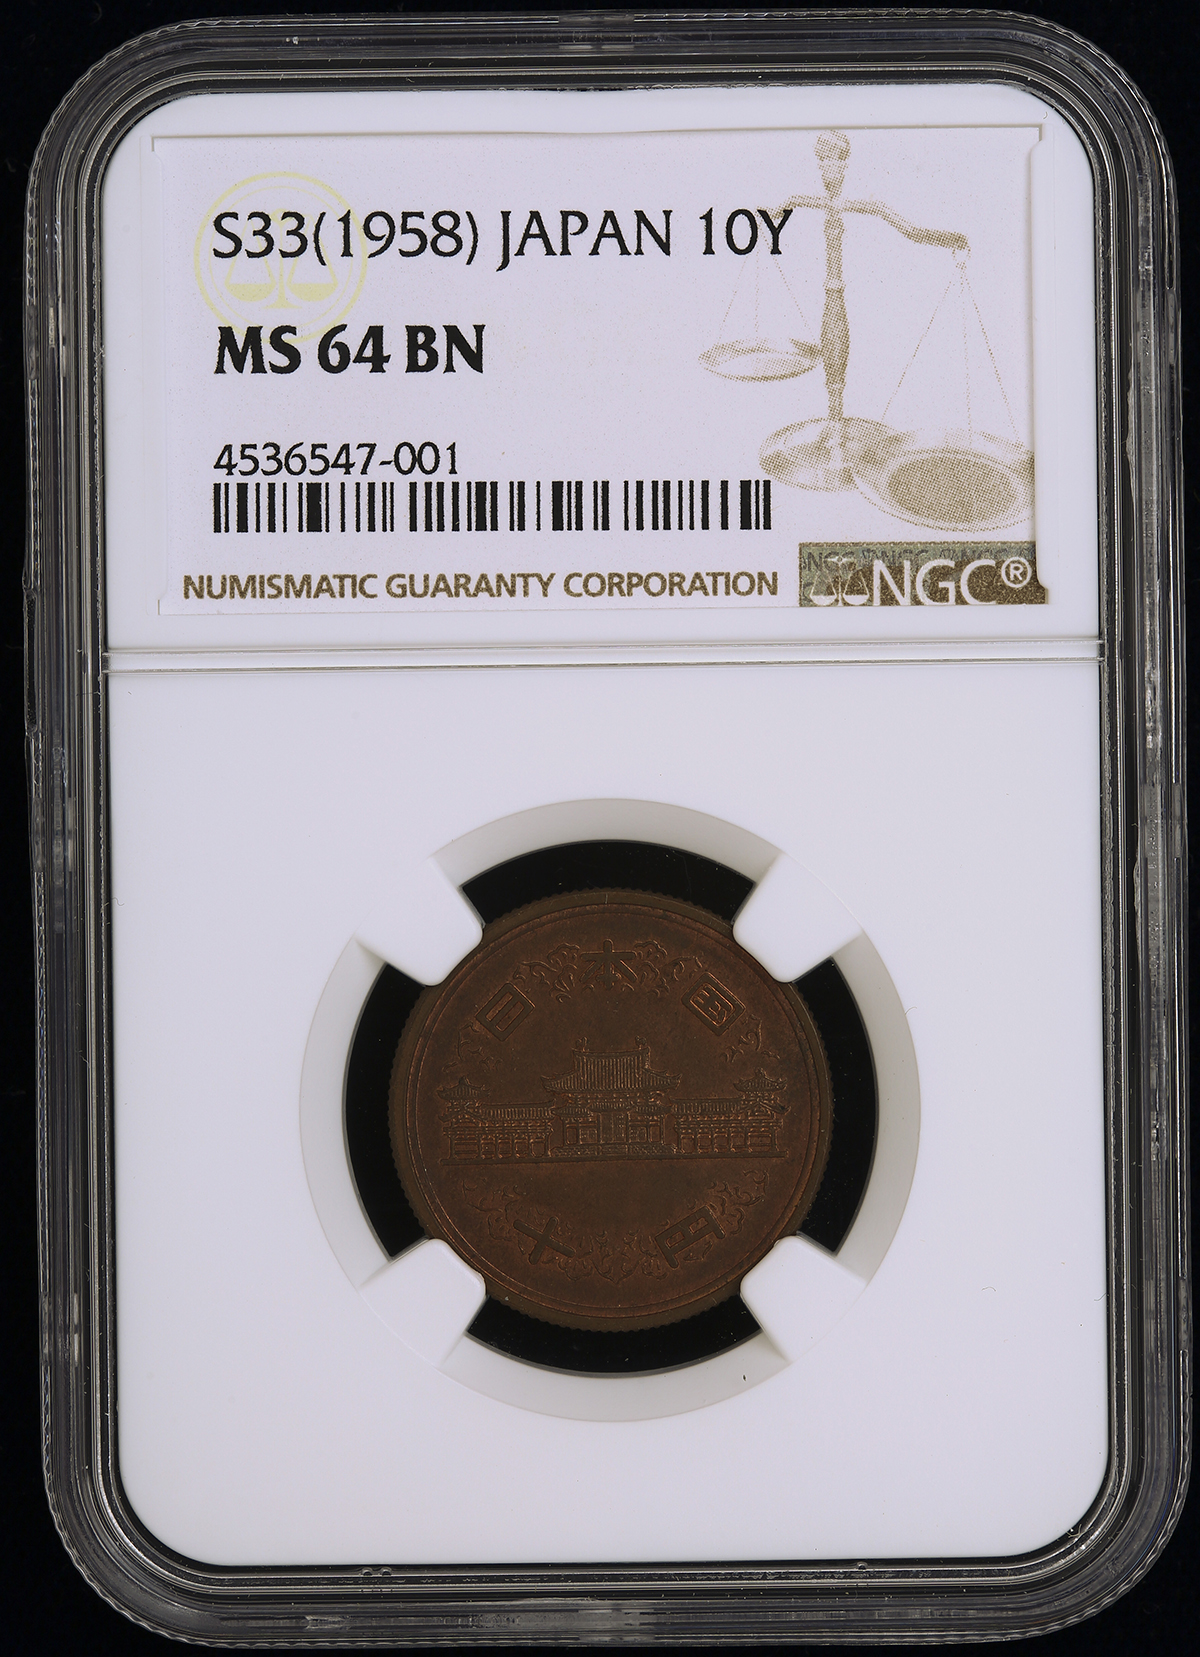 S33(1958) JAPAN 10Y
MS 64 BN
4536547-001
NUMISMATIC GUARANTY CORPORATION
NGC®
日本国
十円